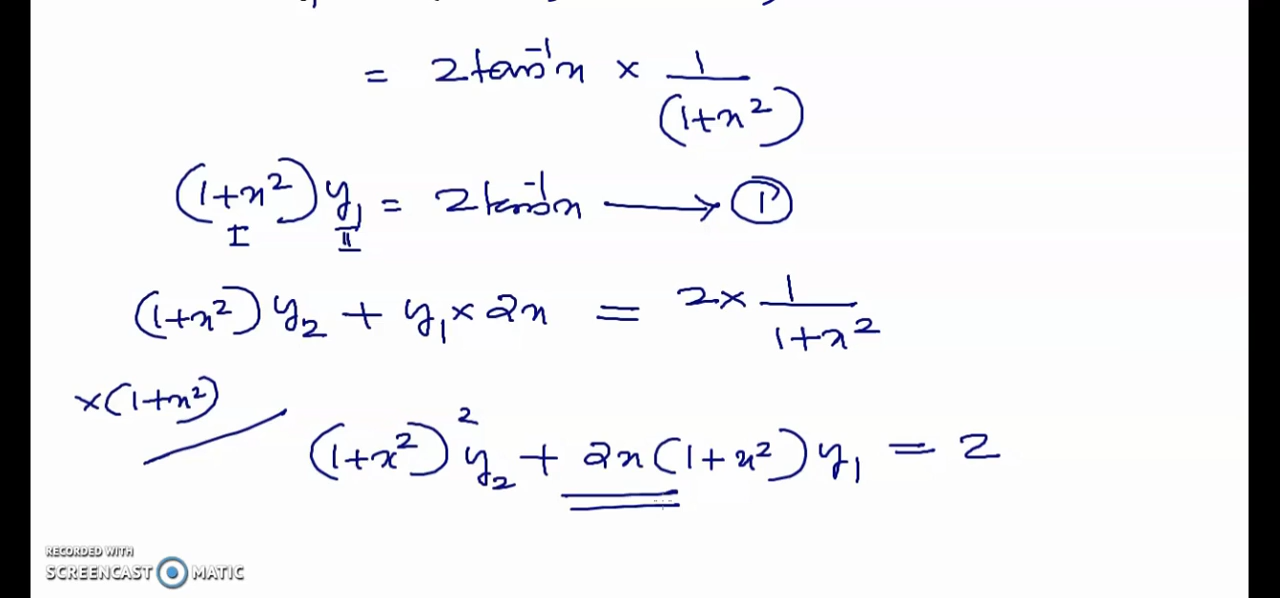 = 2tan⁻¹x × 1/(1+x²)
(1+x²)y₁ = 2tan⁻¹x ⟶ ①
I II
(1+x²)y₂ + y₁×2x = 2× 1/1+x²
×(1+x²)
(1+x²)²y₂ + 2x(1+x²)y₁ = 2
RECORDED WITH
SCREENCAST MATIC